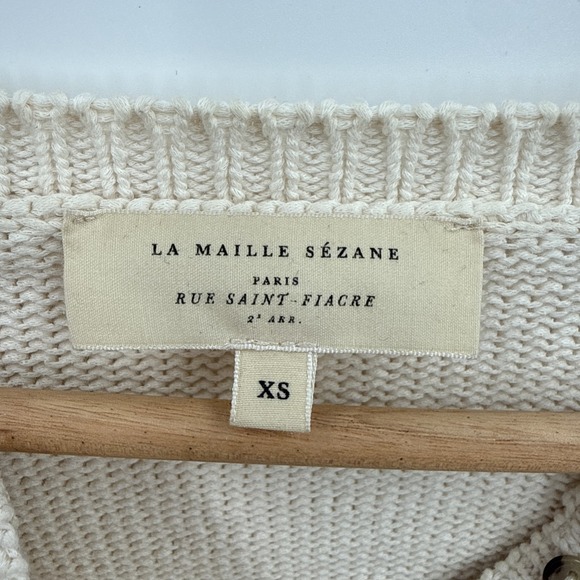 LA MAILLE SÉZANE
PARIS
RUE SAINT-FIACRE
2ᴱ ARR.
XS